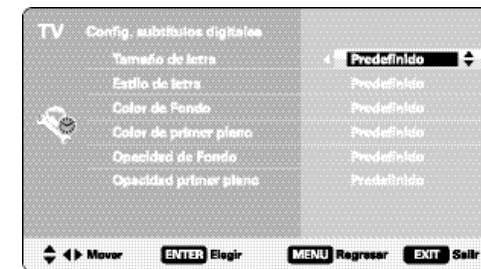 TV Config. subtítulos digitales
Tamaño de letra Predefinido
Estilo de letra Predefinido
Color de Fondo Predefinido
Color de primer plano Predefinido
Opacidad de Fondo Predefinido
Opacidad primer plano Predefinido
Mover ENTER Elegir MENU Regresar EXIT Salir